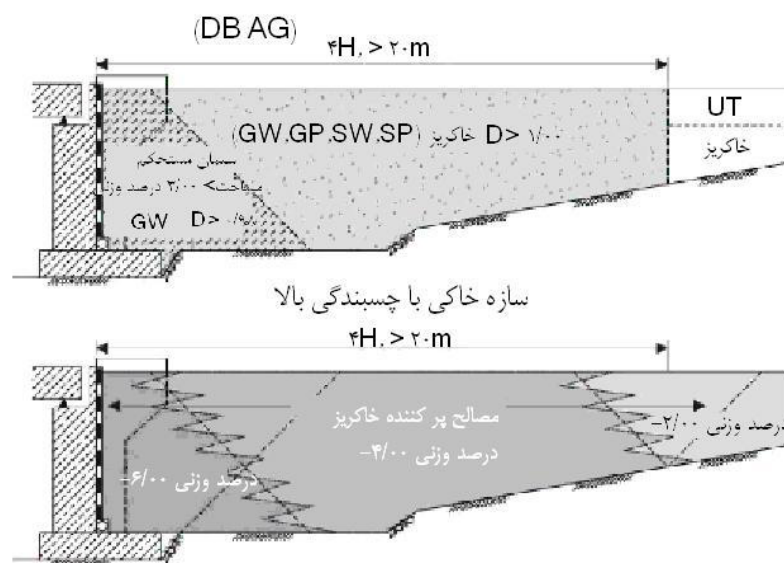 (DB AG)
۴H, > ۲۰m
UT
خاکریز (GW,GP,SW,SP) D> ۱/۰۰
خاکریز
سیمان مستحکم
> ۳/۰۰ درصد وزنی
GW D>
سازه خاکی با چسبندگی بالا
۴H, > ۲۰m
مصالح پر کننده خاکریز
درصد وزنی ۲/۰۰–
درصد وزنی ۴/۰۰–
درصد وزنی ۶/۰۰–